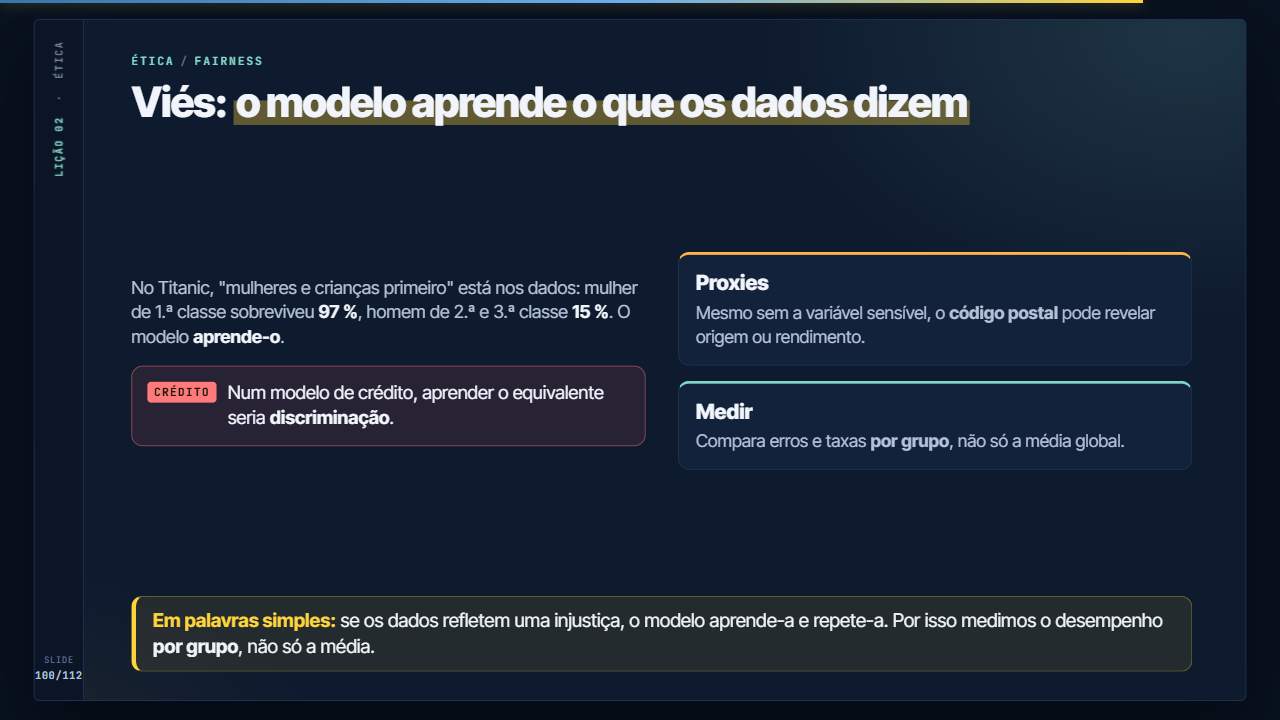 LIÇÃO 02 · ÉTICA
ÉTICA / FAIRNESS
Viés: o modelo aprende o que os dados dizem
No Titanic, "mulheres e crianças primeiro" está nos dados: mulher
de 1.ª classe sobreviveu 97 %, homem de 2.ª e 3.ª classe 15 %. O
modelo aprende-o.
CRÉDITO
Num modelo de crédito, aprender o equivalente
seria discriminação.
Proxies
Mesmo sem a variável sensível, o código postal pode revelar
origem ou rendimento.
Medir
Compara erros e taxas por grupo, não só a média global.
Em palavras simples: se os dados refletem uma injustiça, o modelo aprende-a e repete-a. Por isso medimos o desempenho
por grupo, não só a média.
SLIDE
100/112